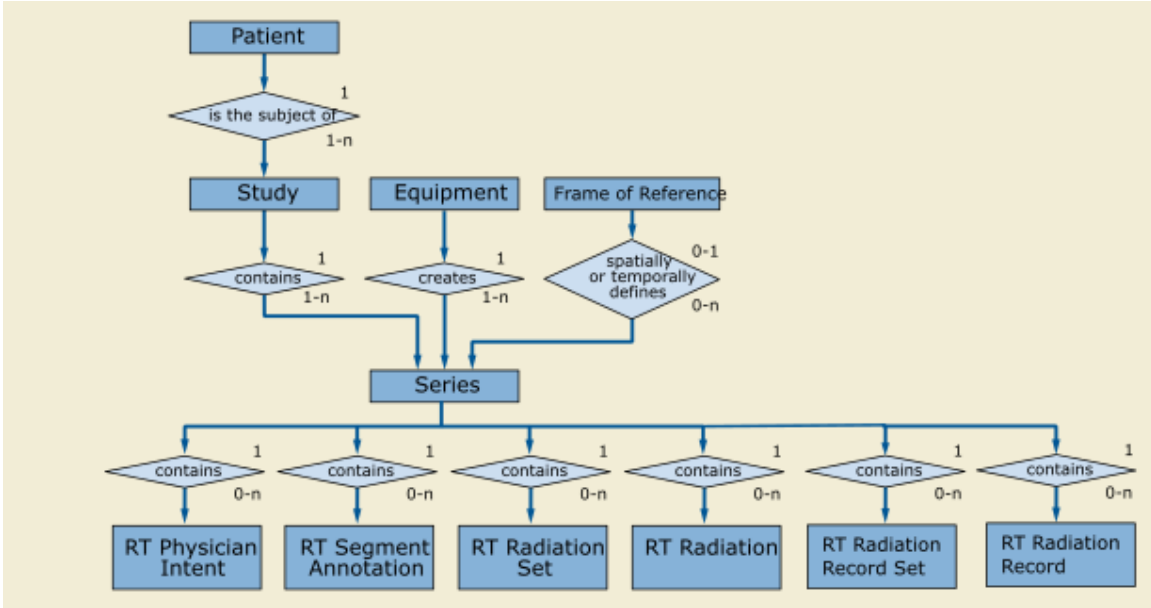 Patient
1
is the subject of
1-n
Study
Equipment
Frame of Reference
1
contains
1-n
1
creates
1-n
0-1
spatially
or temporally
defines
0-n
Series
1
contains
0-n
1
contains
0-n
1
contains
0-n
1
contains
0-n
1
contains
0-n
1
contains
0-n
RT Physician
Intent
RT Segment
Annotation
RT Radiation
Set
RT Radiation
RT Radiation
Record Set
RT Radiation
Record